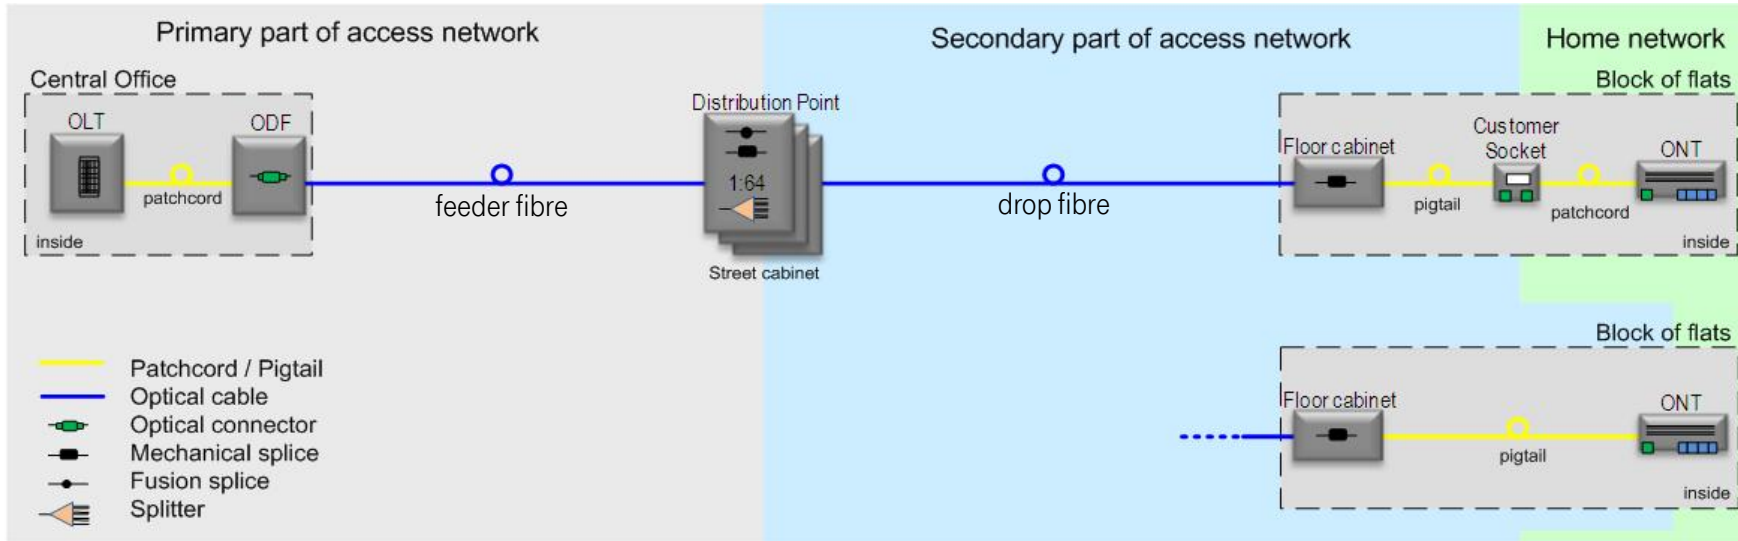 Primary part of access network
Secondary part of access network
Home network
Central Office
Block of flats
OLT
ODF
Distribution Point
Floor cabinet
Customer
Socket
ONT
patchcord
feeder fibre
1:64
drop fibre
pigtail
patchcord
inside
Street cabinet
inside
Block of flats
Patchcord / Pigtail
Optical cable
Optical connector
Mechanical splice
Fusion splice
Splitter
Floor cabinet
ONT
pigtail
inside